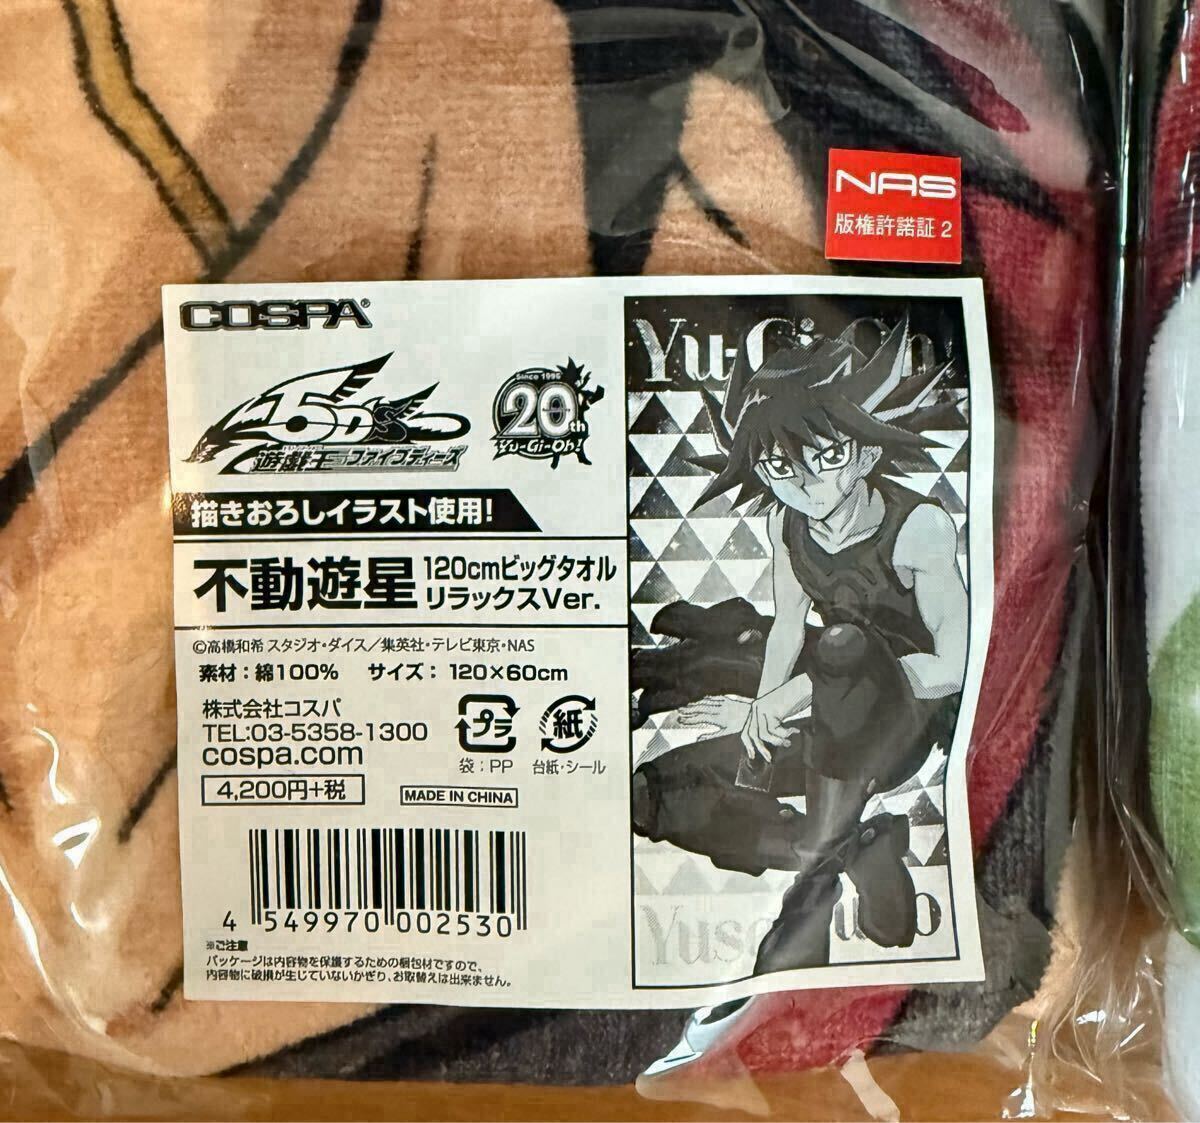 NAS
版権許諾証 2
COSPA®
5D's
遊戯王ファイブディーズ
Since 1996
20th
Yu-Gi-Oh!
描きおろしイラスト使用!
不動遊星
120cmビッグタオル
リラックスVer.
©高橋和希 スタジオ・ダイス/集英社・テレビ東京・NAS
素材:綿100% サイズ:120×60cm
株式会社コスパ
TEL:03-5358-1300
cospa.com
4,200円+税
プラ
袋:PP
紙
台紙・シール
MADE IN CHINA
4 549970 002530
※ご注意
パッケージは内容物を保護するための梱包材ですので、
内容物に破損が生じていないかぎり、お取替えは出来ません。
Yu-Gi-Oh